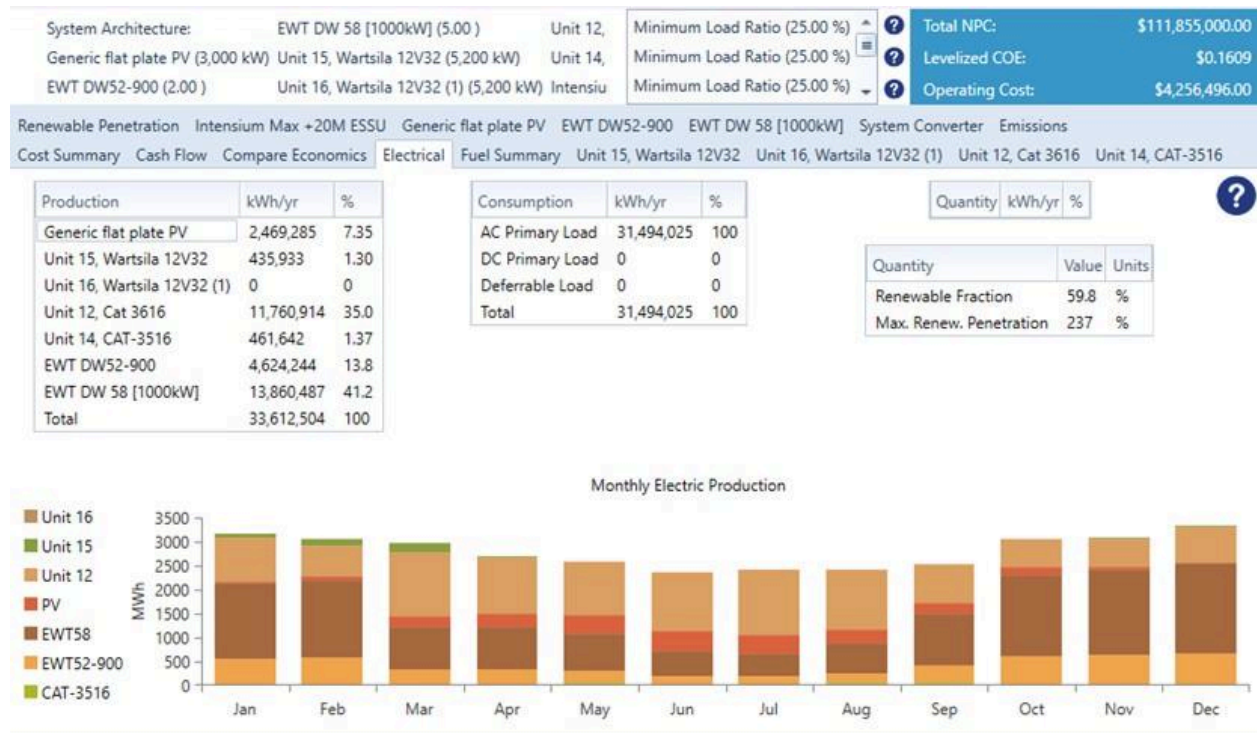 System Architecture: EWT DW 58 [1000kW] (5.00 ) Unit 12, Minimum Load Ratio (25.00 %) ? Total NPC: $111,855,000.00
Generic flat plate PV (3,000 kW) Unit 15, Wartsila 12V32 (5,200 kW) Unit 14, Minimum Load Ratio (25.00 %) ? Levelized COE: $0.1609
EWT DW52-900 (2.00 ) Unit 16, Wartsila 12V32 (1) (5,200 kW) Intensiu Minimum Load Ratio (25.00 %) ? Operating Cost: $4,256,496.00
Renewable Penetration Intensium Max +20M ESSU Generic flat plate PV EWT DW52-900 EWT DW 58 [1000kW] System Converter Emissions
Cost Summary Cash Flow Compare Economics Electrical Fuel Summary Unit 15, Wartsila 12V32 Unit 16, Wartsila 12V32 (1) Unit 12, Cat 3616 Unit 14, CAT-3516
Production kWh/yr %
Generic flat plate PV 2,469,285 7.35
Unit 15, Wartsila 12V32 435,933 1.30
Unit 16, Wartsila 12V32 (1) 0 0
Unit 12, Cat 3616 11,760,914 35.0
Unit 14, CAT-3516 461,642 1.37
EWT DW52-900 4,624,244 13.8
EWT DW 58 [1000kW] 13,860,487 41.2
Total 33,612,504 100
Consumption kWh/yr %
AC Primary Load 31,494,025 100
DC Primary Load 0 0
Deferrable Load 0 0
Total 31,494,025 100
Quantity kWh/yr %
?
Quantity Value Units
Renewable Fraction 59.8 %
Max. Renew. Penetration 237 %
Monthly Electric Production
Unit 16
Unit 15
Unit 12
PV
EWT58
EWT52-900
CAT-3516
MWh
3500
3000
2500
2000
1500
1000
500
0
Jan Feb Mar Apr May Jun Jul Aug Sep Oct Nov Dec